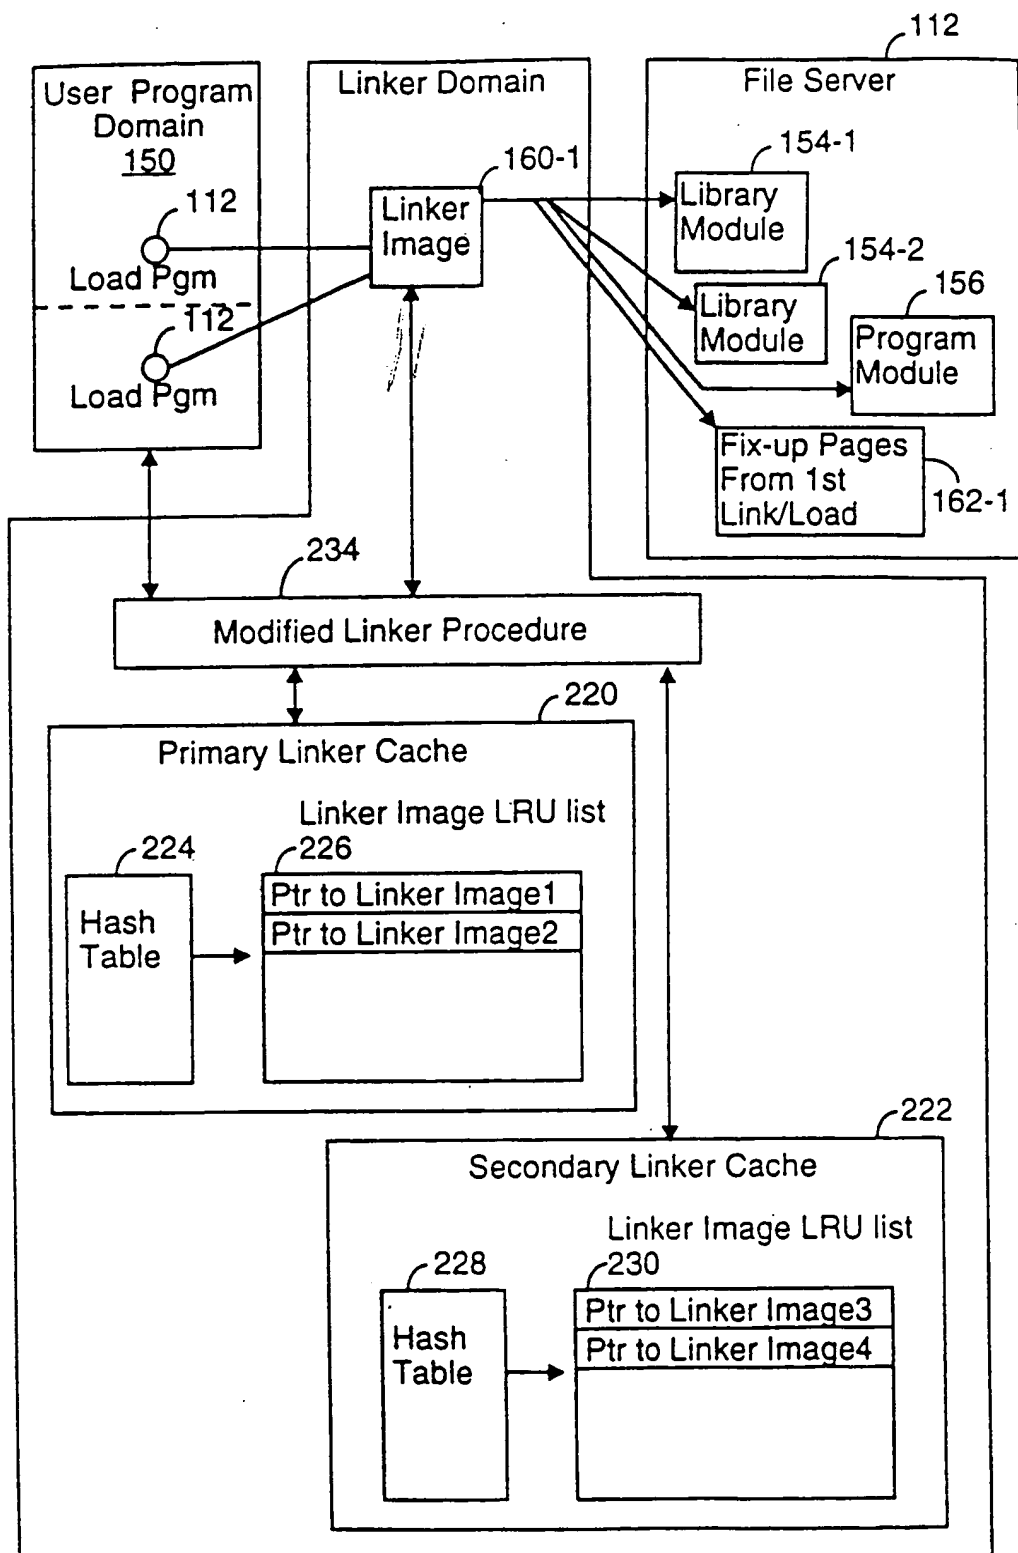 112
User Program
Domain
150
Linker Domain
File Server
112
Load Pgm
112
Load Pgm
160-1
Linker
Image
154-1
Library
Module
154-2
Library
Module
156
Program
Module
Fix-up Pages
From 1st
Link/Load
162-1
234
Modified Linker Procedure
220
Primary Linker Cache
Linker Image LRU list
224
226
Hash
Table
Ptr to Linker Image1
Ptr to Linker Image2
222
Secondary Linker Cache
Linker Image LRU list
228
230
Hash
Table
Ptr to Linker Image3
Ptr to Linker Image4